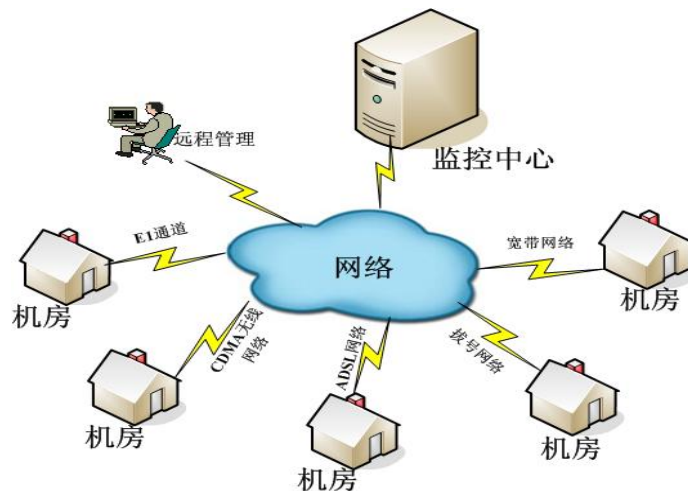 远程管理
监控中心
E1通道
宽带网络
网络
机房
机房
CDMA无线
网络
ADSL网络
拨号网络
机房
机房
机房